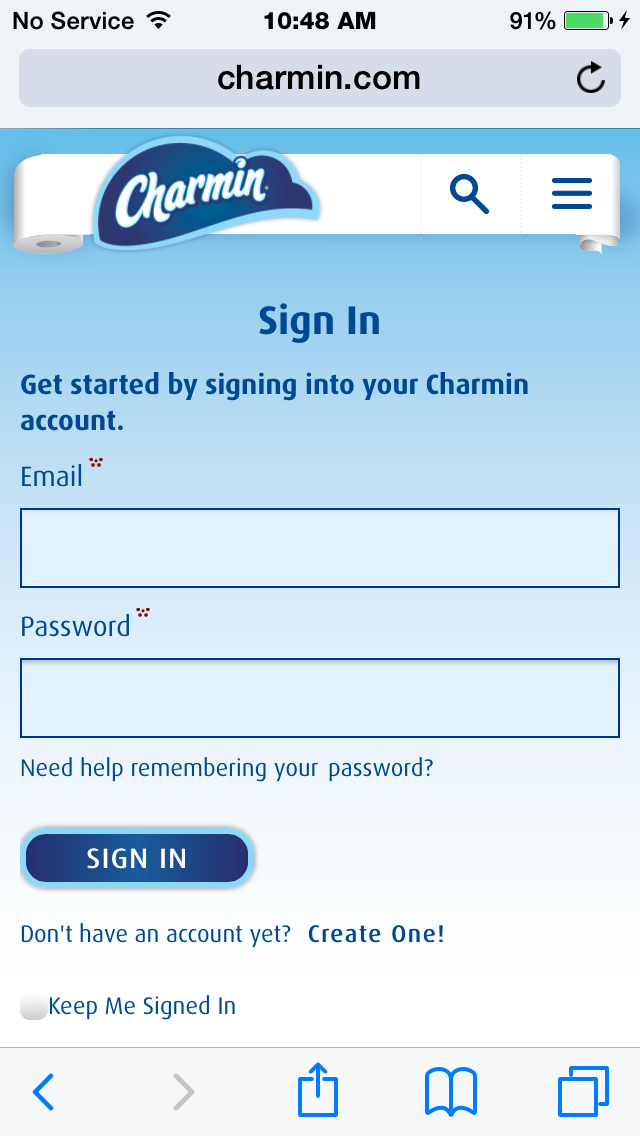 No Service 10:48 AM 91%
charmin.com
Charmin
Sign In
Get started by signing into your Charmin
account.
Email
Password
Need help remembering your password?
SIGN IN
Don't have an account yet? Create One!
Keep Me Signed In